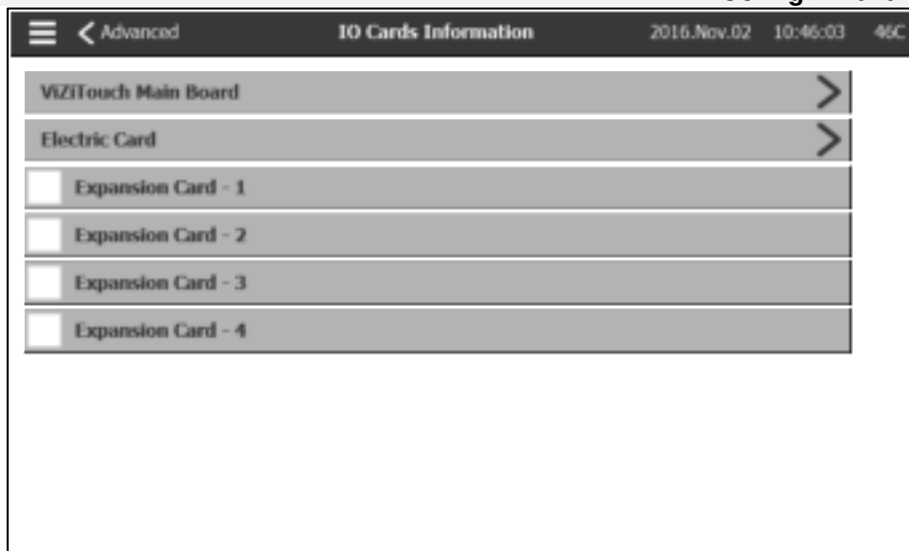 Advanced IO Cards Information 2016.Nov.02 10:46:03 46C
ViZiTouch Main Board
Electric Card
Expansion Card - 1
Expansion Card - 2
Expansion Card - 3
Expansion Card - 4